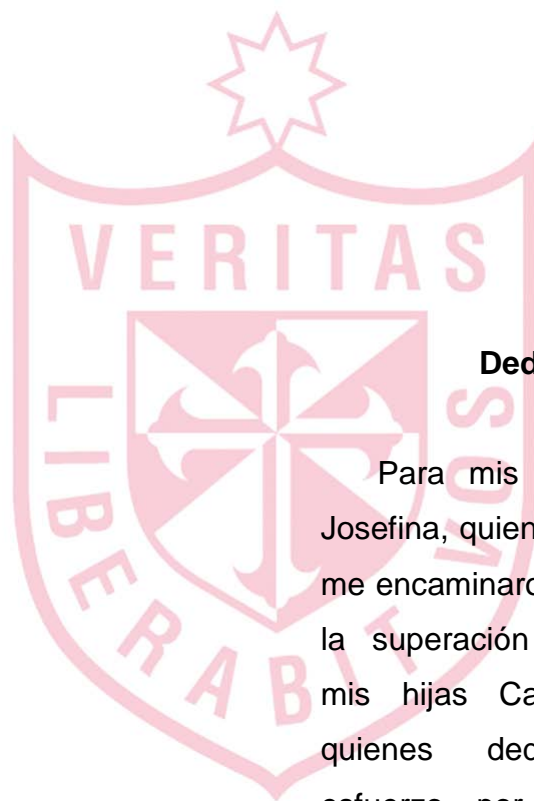 VERITAS
LIBERABIT VOS
Ded
Para mis
Josefina, quien
me encaminaro
la superación
mis hijas Ca
quienes ded
esfuerzo por